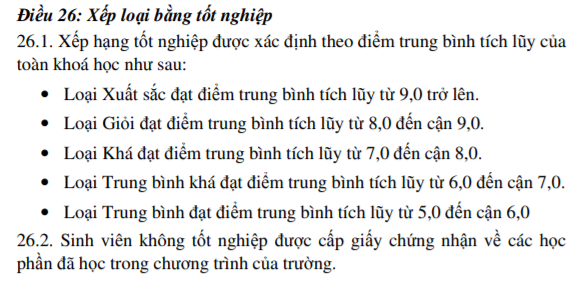 Điều 26: Xếp loại bằng tốt nghiệp
26.1. Xếp hạng tốt nghiệp được xác định theo điểm trung bình tích lũy của
toàn khoá học như sau:
• Loại Xuất sắc đạt điểm trung bình tích lũy từ 9,0 trở lên.
• Loại Giỏi đạt điểm trung bình tích lũy từ 8,0 đến cận 9,0.
• Loại Khá đạt điểm trung bình tích lũy từ 7,0 đến cận 8,0.
• Loại Trung bình khá đạt điểm trung bình tích lũy từ 6,0 đến cận 7,0.
• Loại Trung bình đạt điểm trung bình tích lũy từ 5,0 đến cận 6,0
26.2. Sinh viên không tốt nghiệp được cấp giấy chứng nhận về các học
phần đã học trong chương trình của trường.